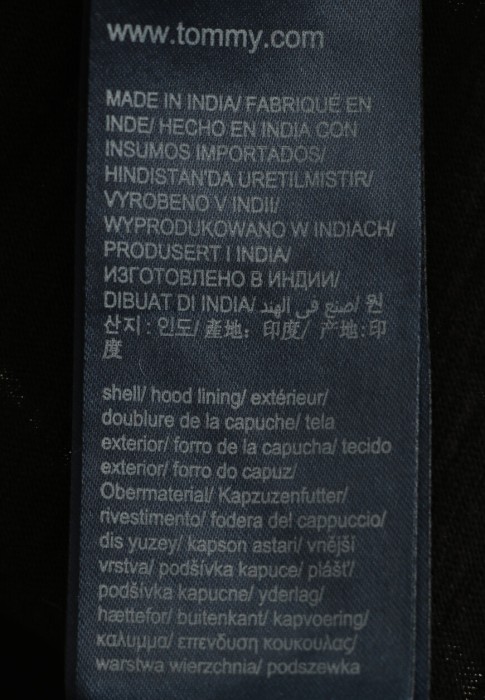 www.tommy.com
MADE IN INDIA/ FABRIQUÉ EN
INDE/ HECHO EN INDIA CON
INSUMOS IMPORTADOS/
HINDISTAN'DA URETILMISTIR/
VYROBENO V INDII/
WYPRODUKOWANO W INDIACH/
PRODUSERT I INDIA/
ИЗГОТОВЛЕНО В ИНДИИ/
DIBUAT DI INDIA/ اصنع في الهند/ 원
산지: 인도/ 產地: 印度/ 产地:印
度
shell/ hood lining/ extérieur/
doublure de la capuche/ tela
exterior/ forro de la capucha/ tecido
exterior/ forro do capuz/
Obermaterial/ Kapzuzenfutter/
rivestimento/ fodera del cappuccio/
dis yuzey/ kapson astari/ vnější
vrstva/ podšívka kapuce/ plášť/
podšívka kapucne/ yderlag/
hættefor/ buitenkant/ kapvoering/
καλυμμα/ επενδυση κουκουλας/
warstwa wierzchnia/ podszewka